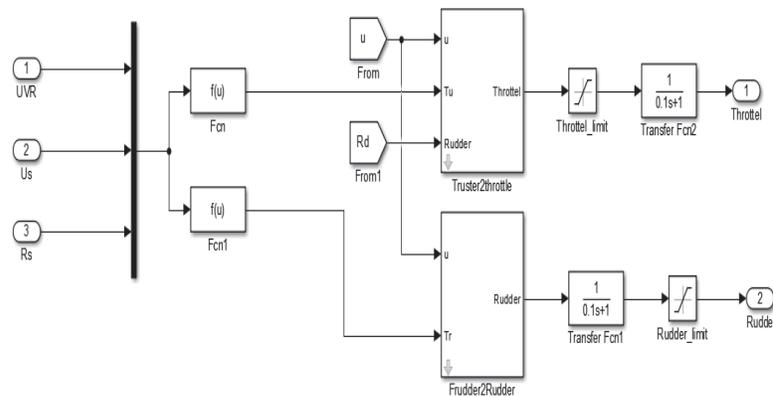 1
UVR
2
Us
3
Rs
f(u)
Fcn
f(u)
Fcn1
u
From
Rd
From1
u
Tu
Rudder
Throttel
Truster2throttle
Throttel_limit
1
0.1s+1
Transfer Fcn2
1
Throttel
u
Tr
Rudder
Frudder2Rudder
1
0.1s+1
Transfer Fcn1
Rudder_limit
2
Rudde